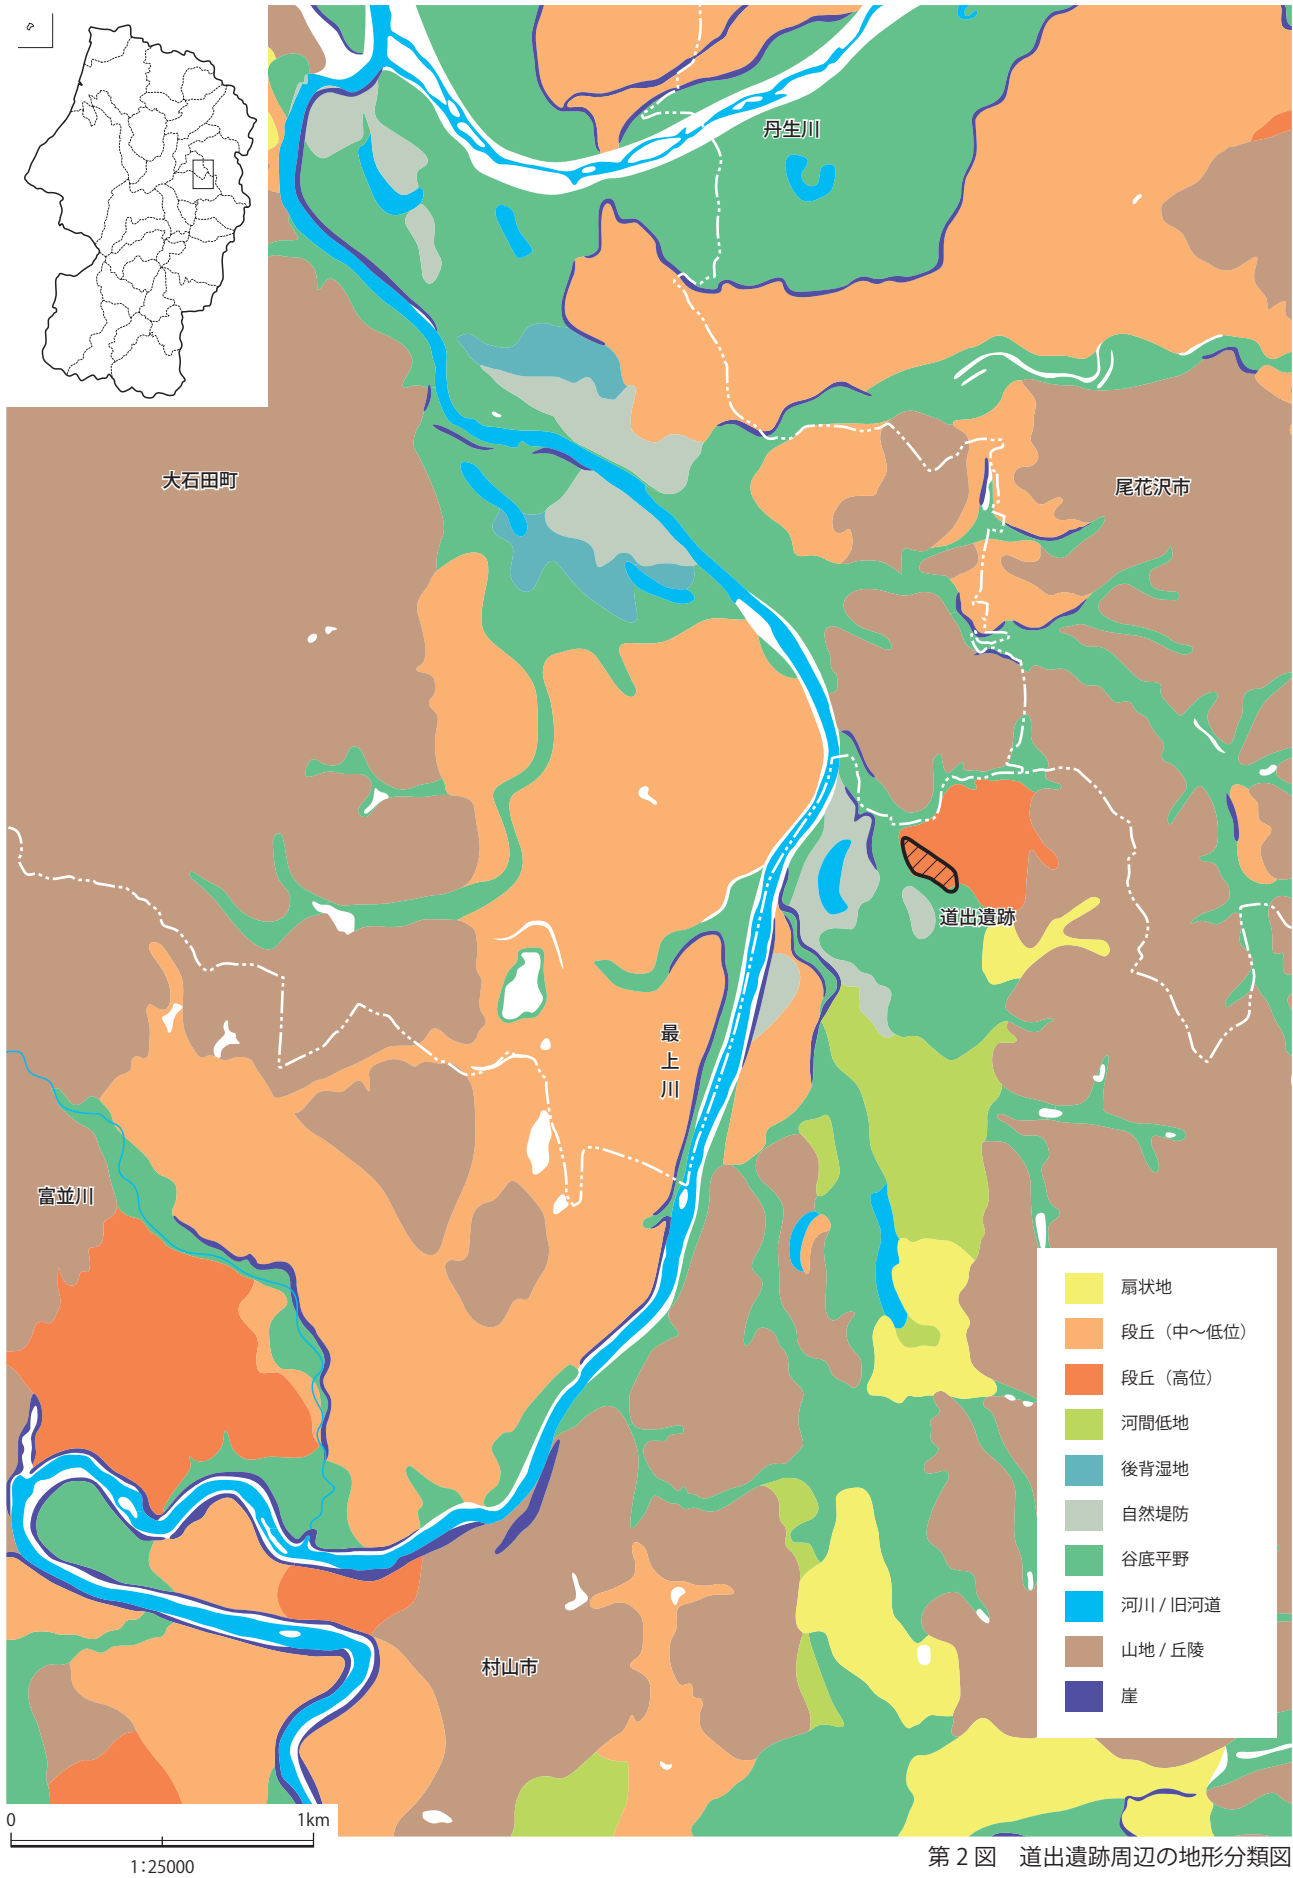 丹生川
大石田町
尾花沢市
道出遺跡
最上川
富並川
村山市
扇状地
段丘（中～低位）
段丘（高位）
河間低地
後背湿地
自然堤防
谷底平野
河川 / 旧河道
山地 / 丘陵
崖
0 1km
1:25000
第 2 図　道出遺跡周辺の地形分類図